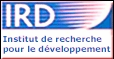 IRD
Institut de recherche
pour le développement